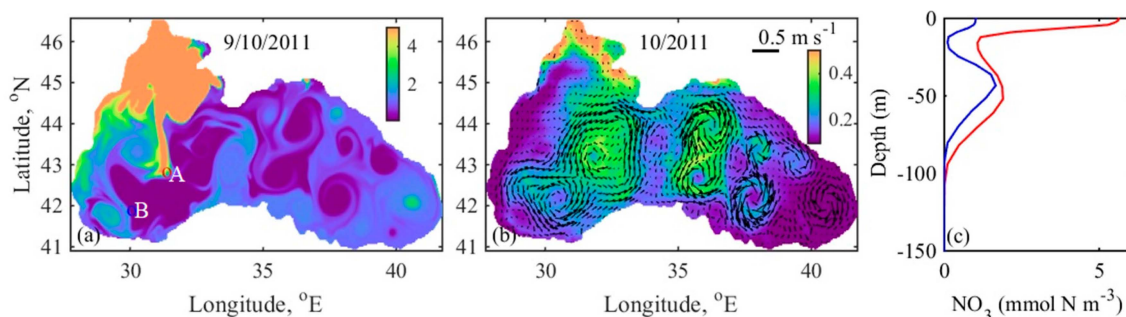 9/10/2011
4
2
46
45
44
43
42
41
Latitude, °N
A
B
(a)
30 35 40
Longitude, °E
10/2011
0.5 m s⁻¹
0.4
0.2
46
45
44
43
42
41
(b)
30 35 40
Longitude, °E
0
-50
-100
-150
Depth (m)
(c)
0 5
NO₃ (mmol N m⁻³)